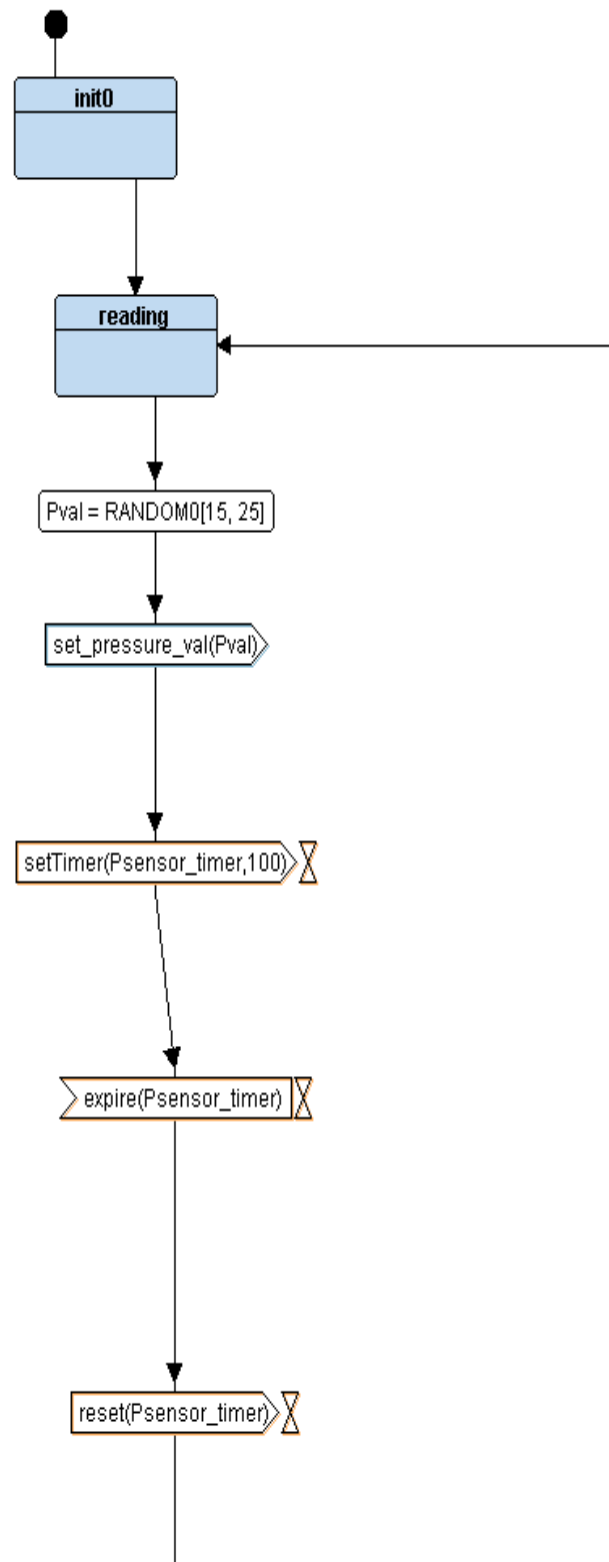 init0
reading
Pval = RANDOM0[15, 25]
set_pressure_val(Pval)
setTimer(Psensor_timer,100)
expire(Psensor_timer)
reset(Psensor_timer)